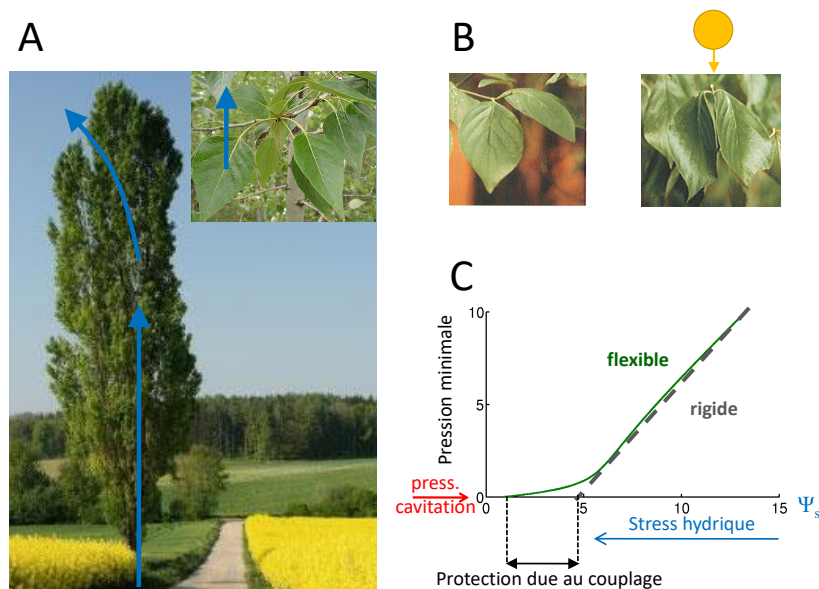 A
B
C
10
5
0
Pression minimale
flexible
rigide
press.
cavitation
0
5
10
15
Ψs
Stress hydrique
Protection due au couplage